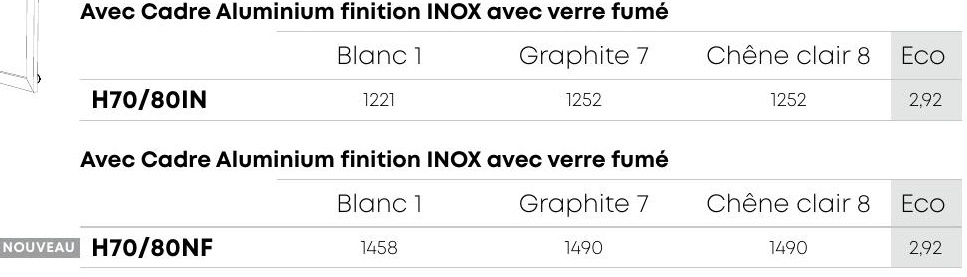 Avec Cadre Aluminium finition INOX avec verre fumé
Blanc 1 Graphite 7 Chêne clair 8 Eco
H70/80IN 1221 1252 1252 2,92
Avec Cadre Aluminium finition INOX avec verre fumé
Blanc 1 Graphite 7 Chêne clair 8 Eco
NOUVEAU H70/80NF 1458 1490 1490 2,92